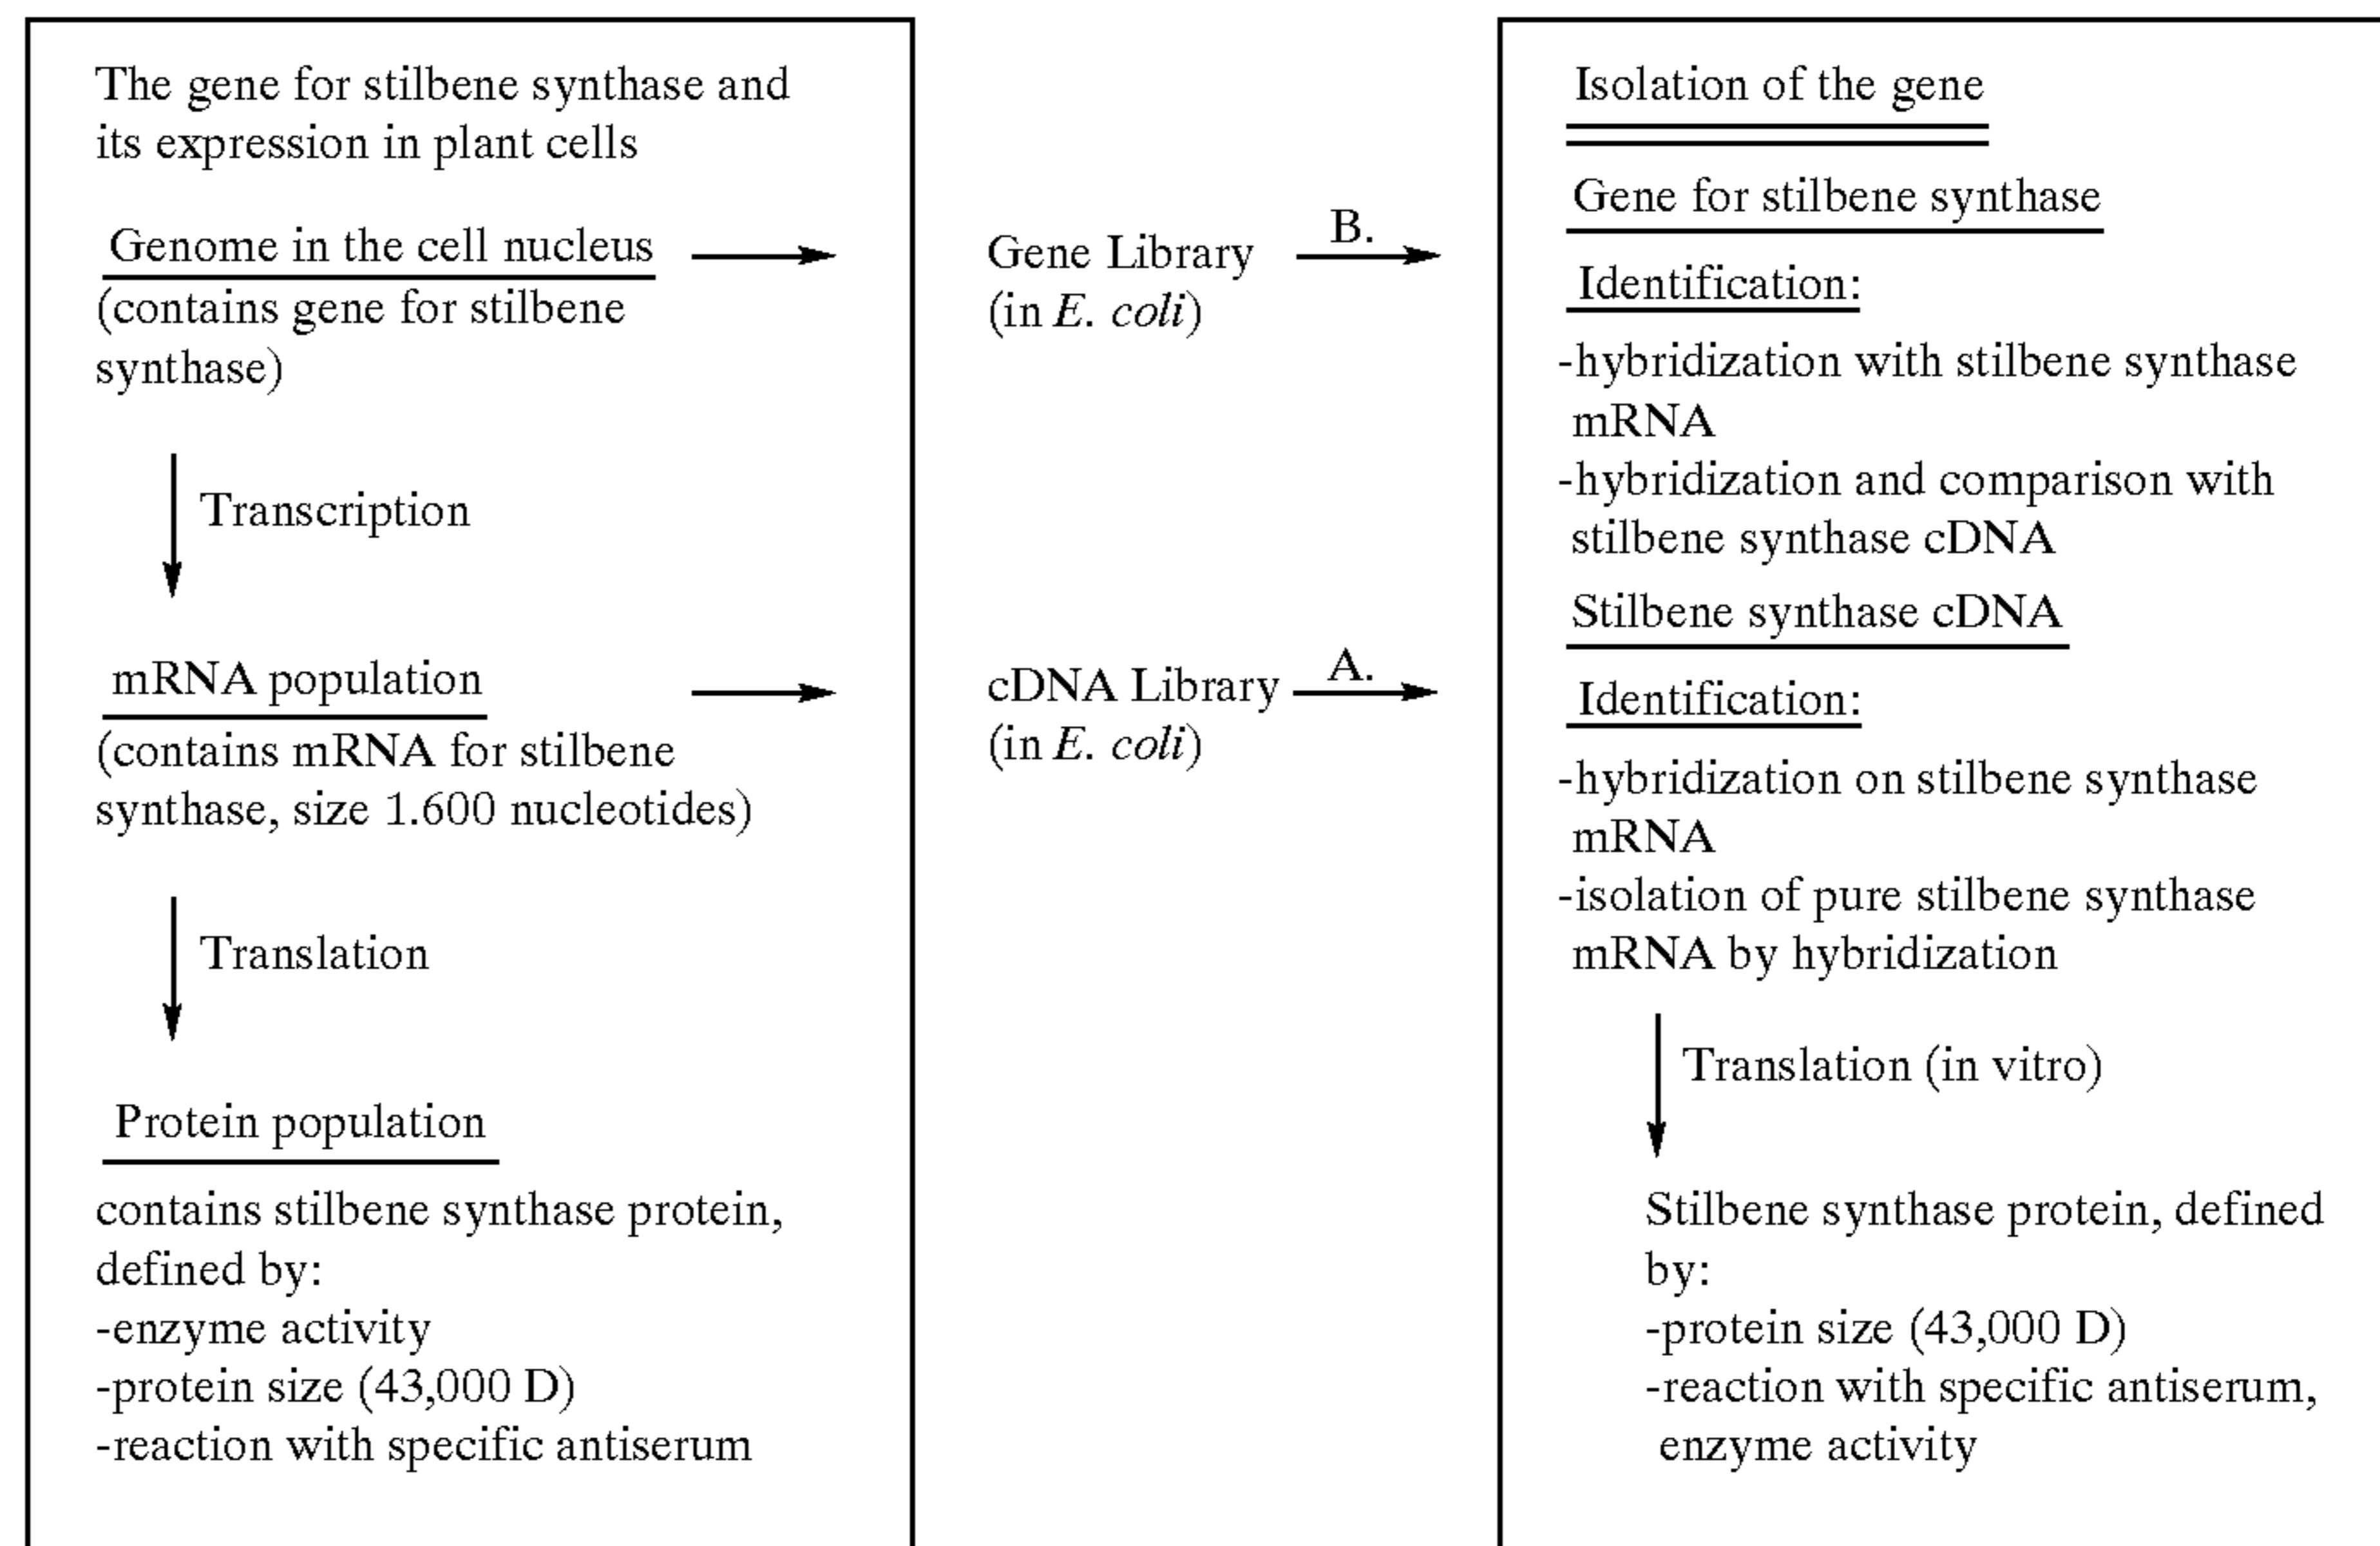 The gene for stilbene synthase and
its expression in plant cells
Genome in the cell nucleus
(contains gene for stilbene
synthase)
Transcription
mRNA population
(contains mRNA for stilbene
synthase, size 1.600 nucleotides)
Translation
Protein population
contains stilbene synthase protein,
defined by:
-enzyme activity
-protein size (43,000 D)
-reaction with specific antiserum
Gene Library
(in E. coli)
B.
cDNA Library
(in E. coli)
A.
Isolation of the gene
Gene for stilbene synthase
Identification:
-hybridization with stilbene synthase
mRNA
-hybridization and comparison with
stilbene synthase cDNA
Stilbene synthase cDNA
Identification:
-hybridization on stilbene synthase
mRNA
-isolation of pure stilbene synthase
mRNA by hybridization
Translation (in vitro)
Stilbene synthase protein, defined
by:
-protein size (43,000 D)
-reaction with specific antiserum,
enzyme activity